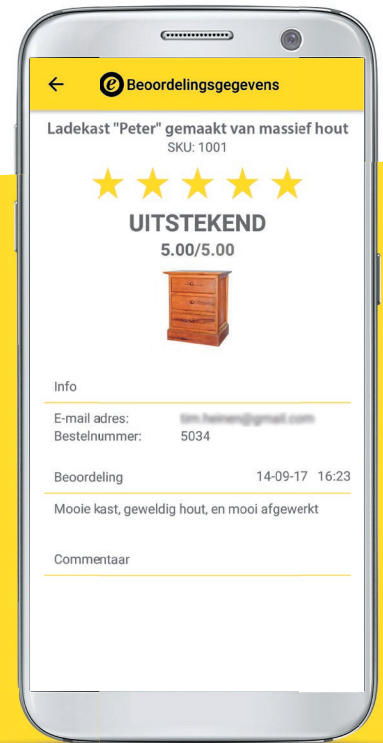 e Beoordelingsgegevens
Ladekast "Peter" gemaakt van massief hout
SKU: 1001
UITSTEKEND
5.00/5.00
Info
E-mail adres:
Bestelnummer: 5034
Beoordeling 14-09-17 16:23
Mooie kast, geweldig hout, en mooi afgewerkt
Commentaar